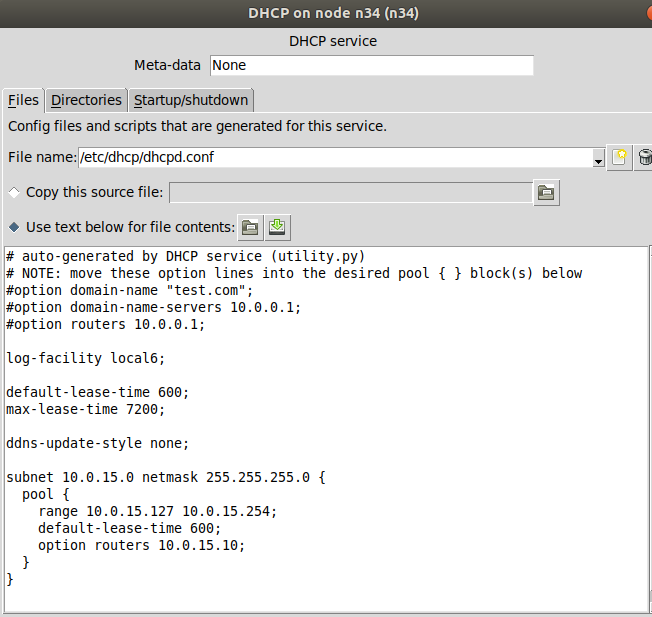 DHCP on node n34 (n34)
DHCP service
Meta-data None
Files Directories Startup/shutdown
Config files and scripts that are generated for this service.
File name: /etc/dhcp/dhcpd.conf
Copy this source file:
Use text below for file contents:
# auto-generated by DHCP service (utility.py)
# NOTE: move these option lines into the desired pool { } block(s) below
#option domain-name "test.com";
#option domain-name-servers 10.0.0.1;
#option routers 10.0.0.1;
log-facility local6;
default-lease-time 600;
max-lease-time 7200;
ddns-update-style none;
subnet 10.0.15.0 netmask 255.255.255.0 {
  pool {
    range 10.0.15.127 10.0.15.254;
    default-lease-time 600;
    option routers 10.0.15.10;
  }
}